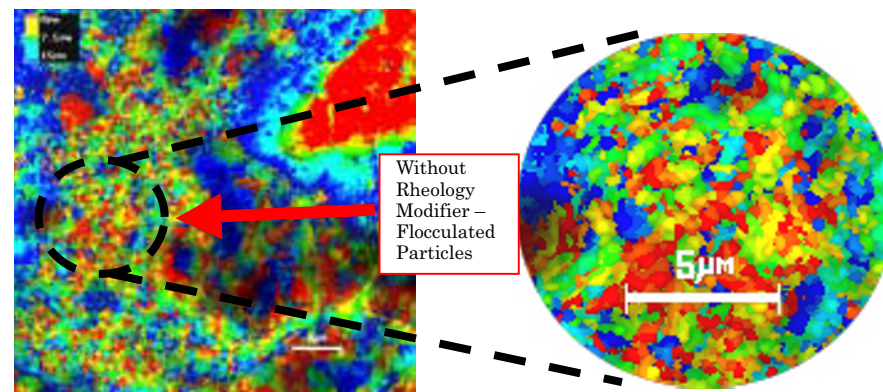 Without
Rheology
Modifier –
Flocculated
Particles
5µm